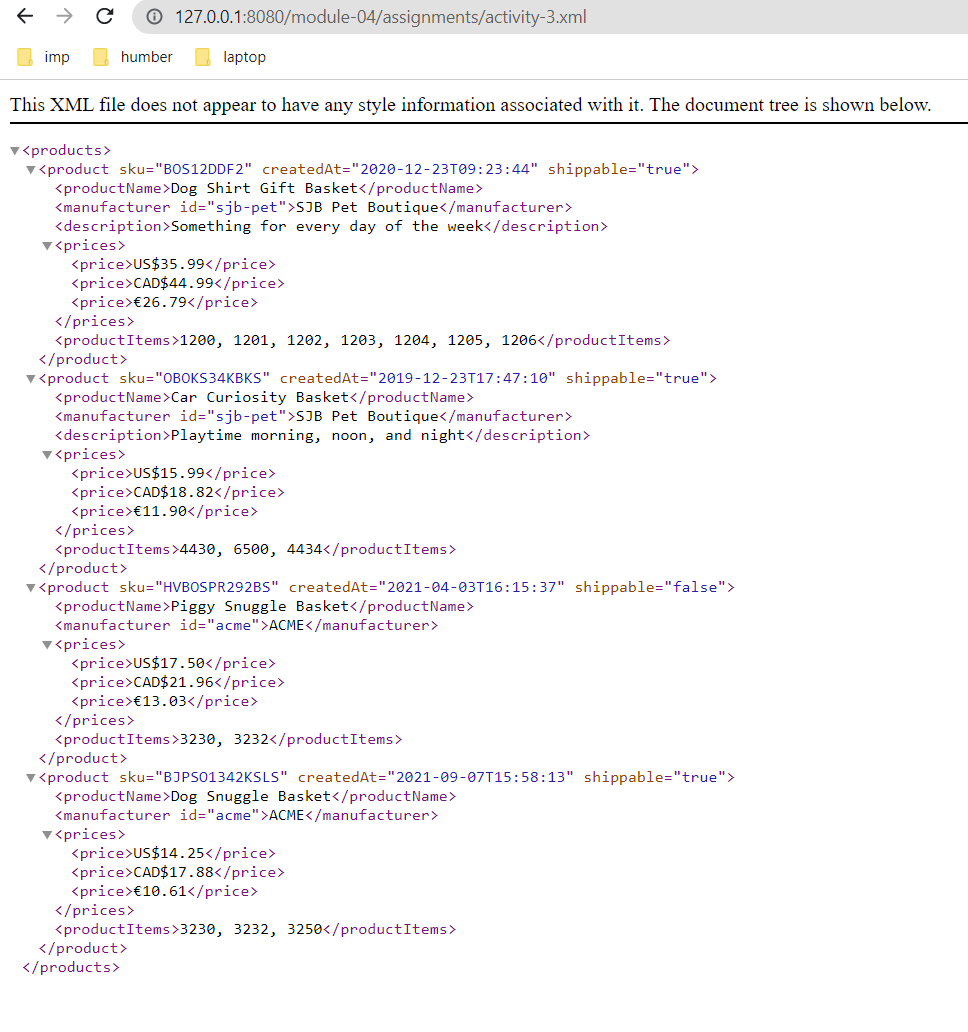 127.0.0.1:8080/module-04/assignments/activity-3.xml
imp humber laptop
This XML file does not appear to have any style information associated with it. The document tree is shown below.
<products>
<product sku="BOS12DDF2" createdAt="2020-12-23T09:23:44" shippable="true">
<productName>Dog Shirt Gift Basket</productName>
<manufacturer id="sjb-pet">SJB Pet Boutique</manufacturer>
<description>Something for every day of the week</description>
<prices>
<price>US$35.99</price>
<price>CAD$44.99</price>
<price>€26.79</price>
</prices>
<productItems>1200, 1201, 1202, 1203, 1204, 1205, 1206</productItems>
</product>
<product sku="OBOKS34KBKS" createdAt="2019-12-23T17:47:10" shippable="true">
<productName>Car Curiosity Basket</productName>
<manufacturer id="sjb-pet">SJB Pet Boutique</manufacturer>
<description>Playtime morning, noon, and night</description>
<prices>
<price>US$15.99</price>
<price>CAD$18.82</price>
<price>€11.90</price>
</prices>
<productItems>4430, 6500, 4434</productItems>
</product>
<product sku="HVBOSPR292BS" createdAt="2021-04-03T16:15:37" shippable="false">
<productName>Piggy Snuggle Basket</productName>
<manufacturer id="acme">ACME</manufacturer>
<prices>
<price>US$17.50</price>
<price>CAD$21.96</price>
<price>€13.03</price>
</prices>
<productItems>3230, 3232</productItems>
</product>
<product sku="BJPSO1342KSLS" createdAt="2021-09-07T15:58:13" shippable="true">
<productName>Dog Snuggle Basket</productName>
<manufacturer id="acme">ACME</manufacturer>
<prices>
<price>US$14.25</price>
<price>CAD$17.88</price>
<price>€10.61</price>
</prices>
<productItems>3230, 3232, 3250</productItems>
</product>
</products>